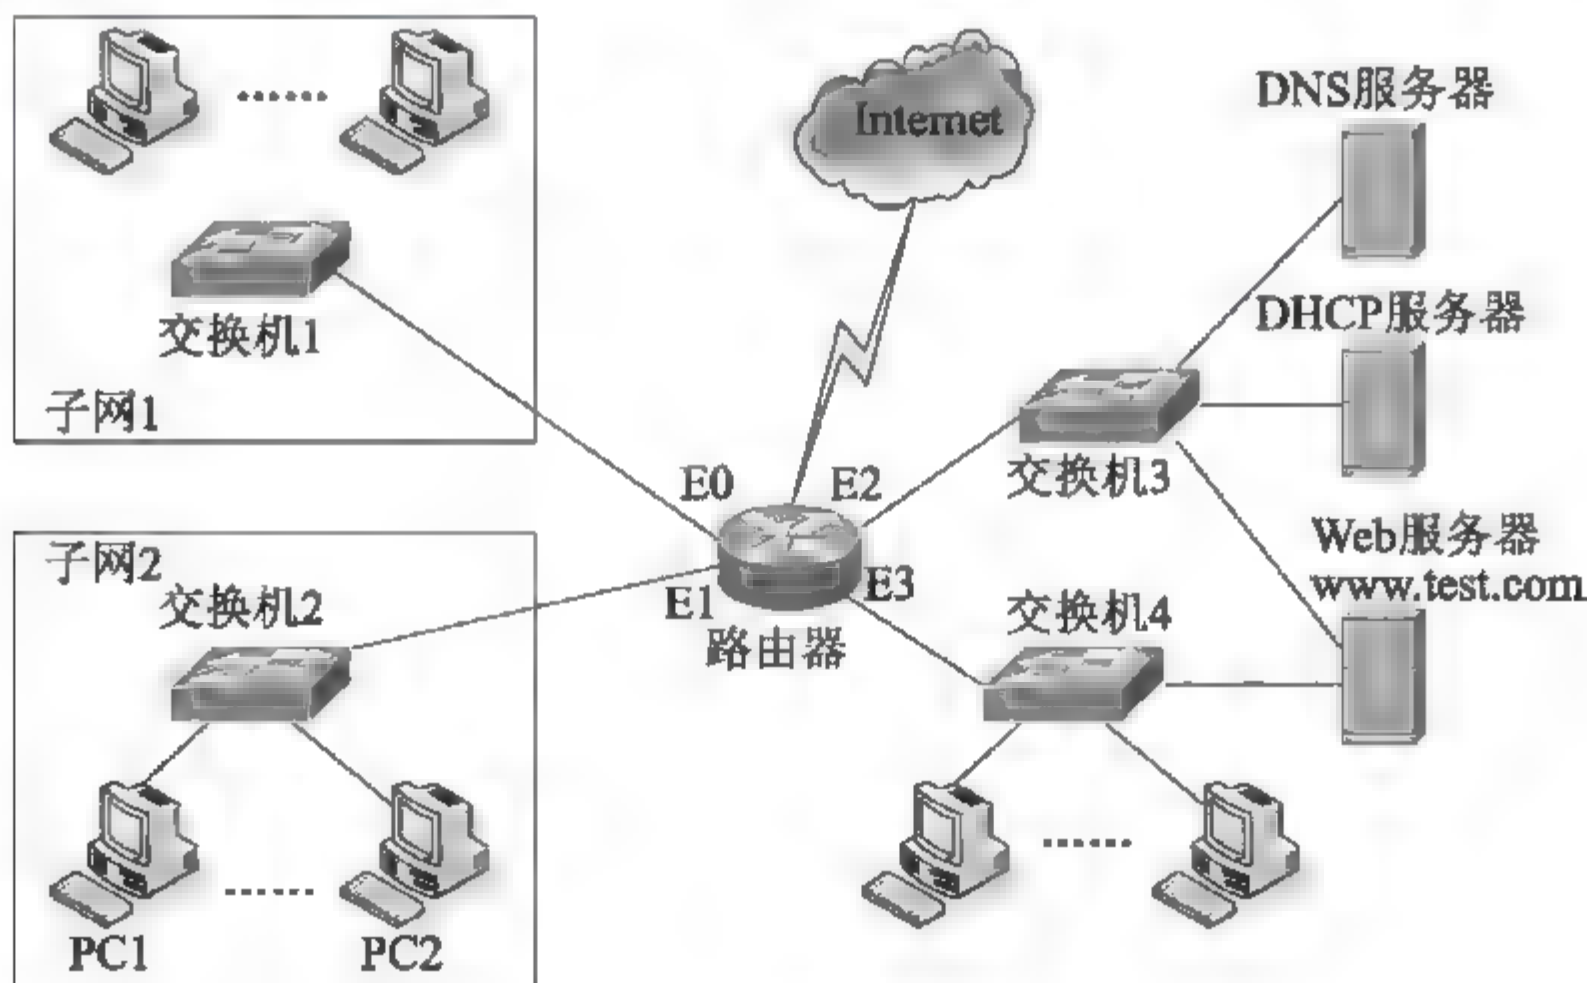 Internet
DNS服务器
DHCP服务器
交换机1
子网1
交换机3
E0
E2
Web服务器
www.test.com
子网2
交换机2
E1
E3
交换机4
路由器
PC1
PC2